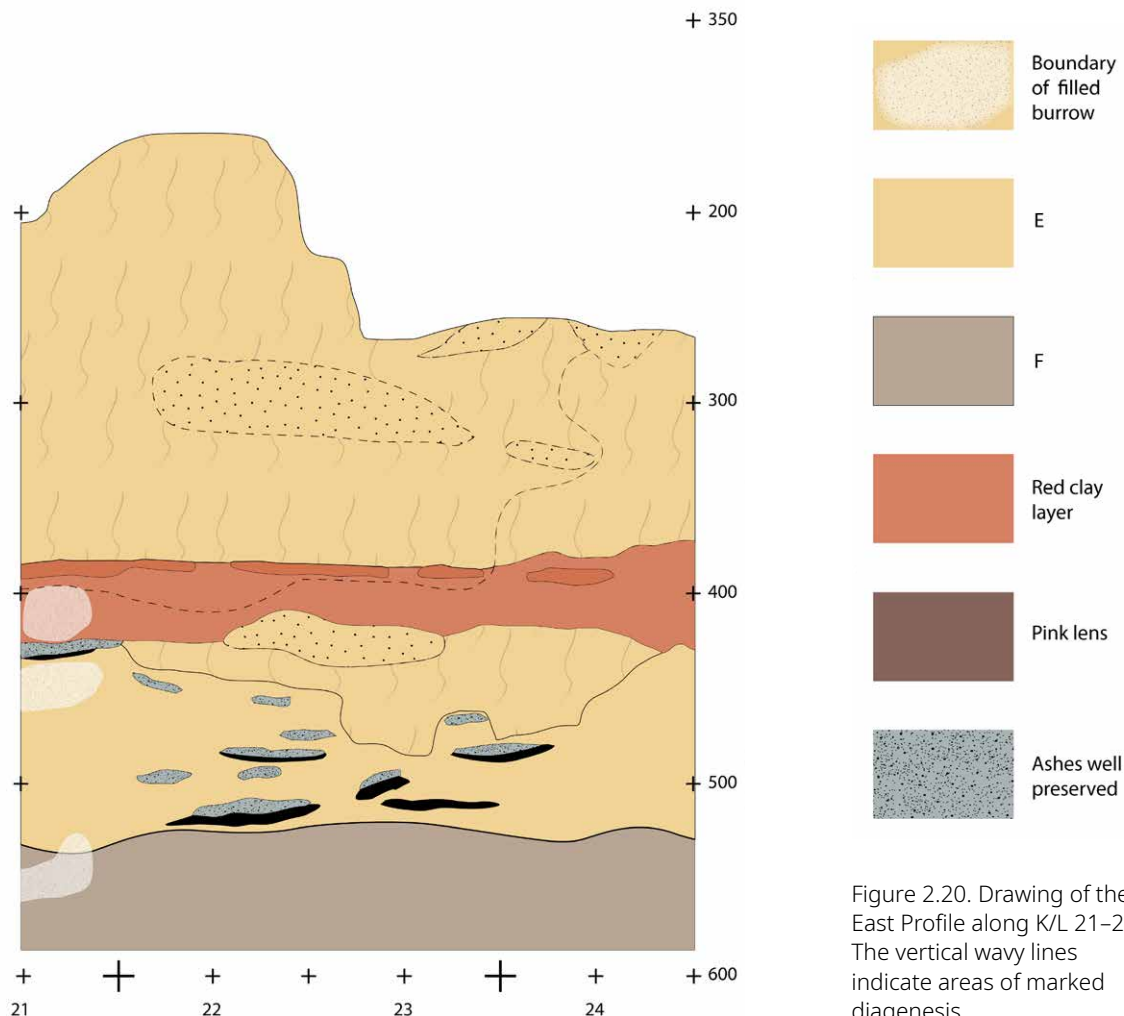 350
200
300
400
500
600
21
22
23
24
Boundary
of filled
burrow
E
F
Red clay
layer
Pink lens
Ashes well
preserved
Figure 2.20. Drawing of the
East Profile along K/L 21–2
The vertical wavy lines
indicate areas of marked
diagenesis